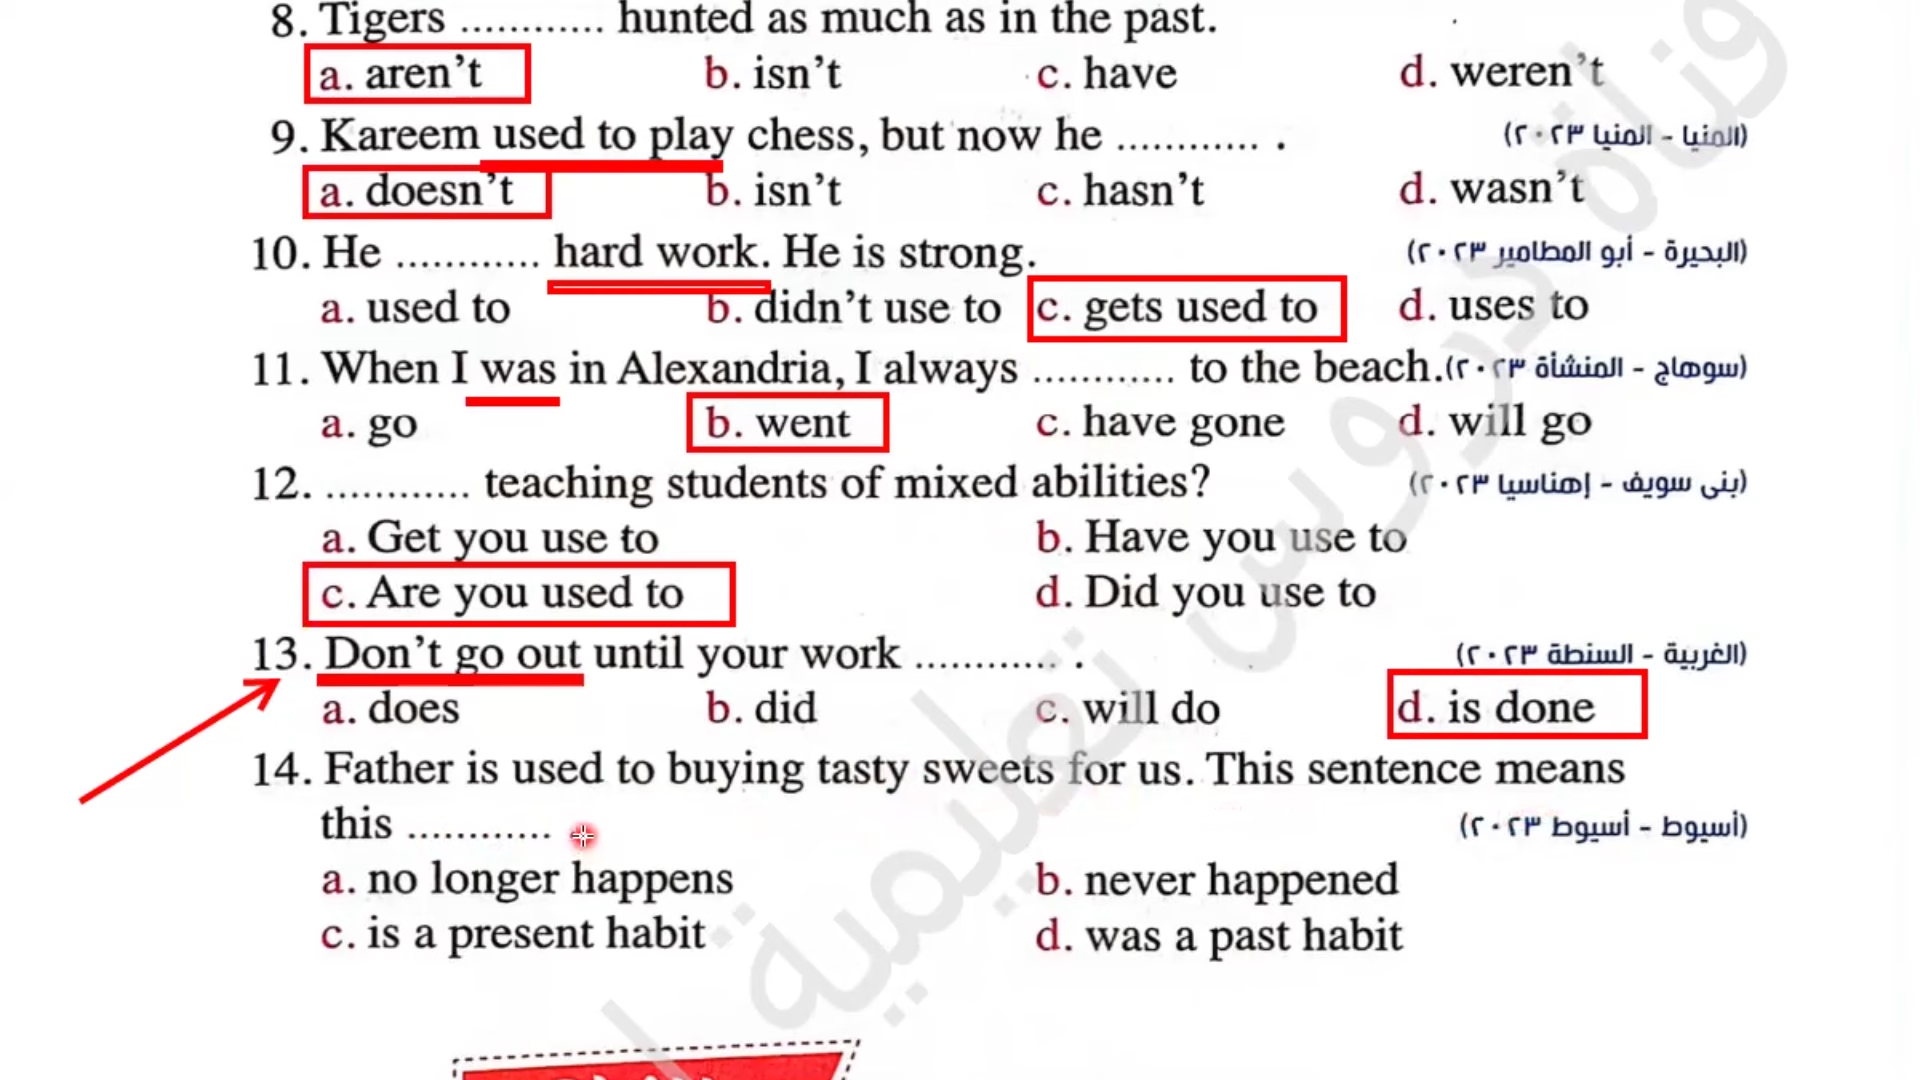 8. Tigers ............ hunted as much as in the past.
a. aren't b. isn't c. have d. weren't
9. Kareem used to play chess, but now he ............ . (المنيا - المنيا ٢٠٢٣)
a. doesn't b. isn't c. hasn't d. wasn't
10. He ............ hard work. He is strong. (البحيرة - أبو المطامير ٢٠٢٣)
a. used to b. didn't use to c. gets used to d. uses to
11. When I was in Alexandria, I always ............ to the beach. (سوهاج - المنشأة ٢٠٢٣)
a. go b. went c. have gone d. will go
12. ............ teaching students of mixed abilities? (بنى سويف - إهناسيا ٢٠٢٣)
a. Get you use to b. Have you use to
c. Are you used to d. Did you use to
13. Don't go out until your work ............ . (الغربية - السنطة ٢٠٢٣)
a. does b. did c. will do d. is done
14. Father is used to buying tasty sweets for us. This sentence means
this ............ (أسيوط - أسيوط ٢٠٢٣)
a. no longer happens b. never happened
c. is a present habit d. was a past habit
قناة دروس تعليمية